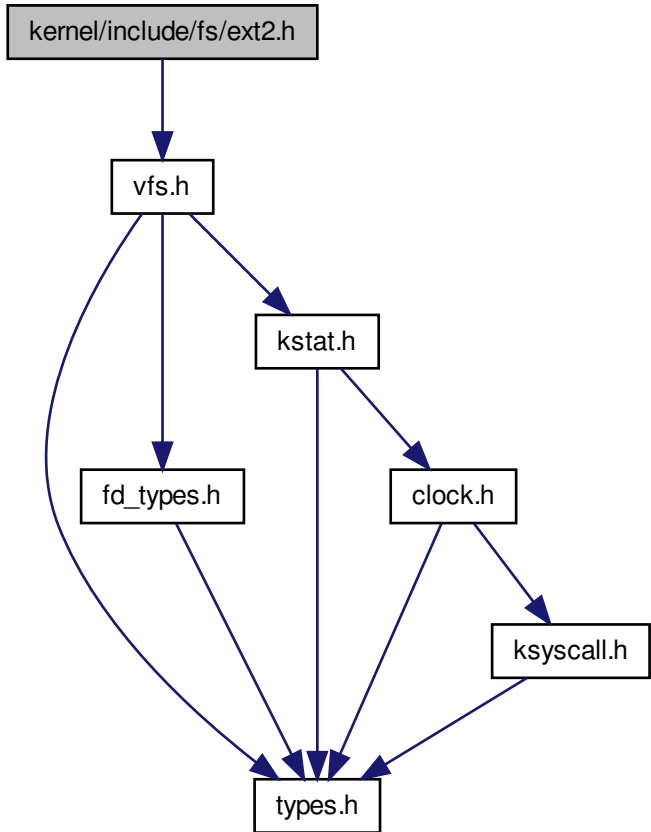 kernel/include/fs/ext2.h
vfs.h
kstat.h
fd_types.h
clock.h
ksyscall.h
types.h